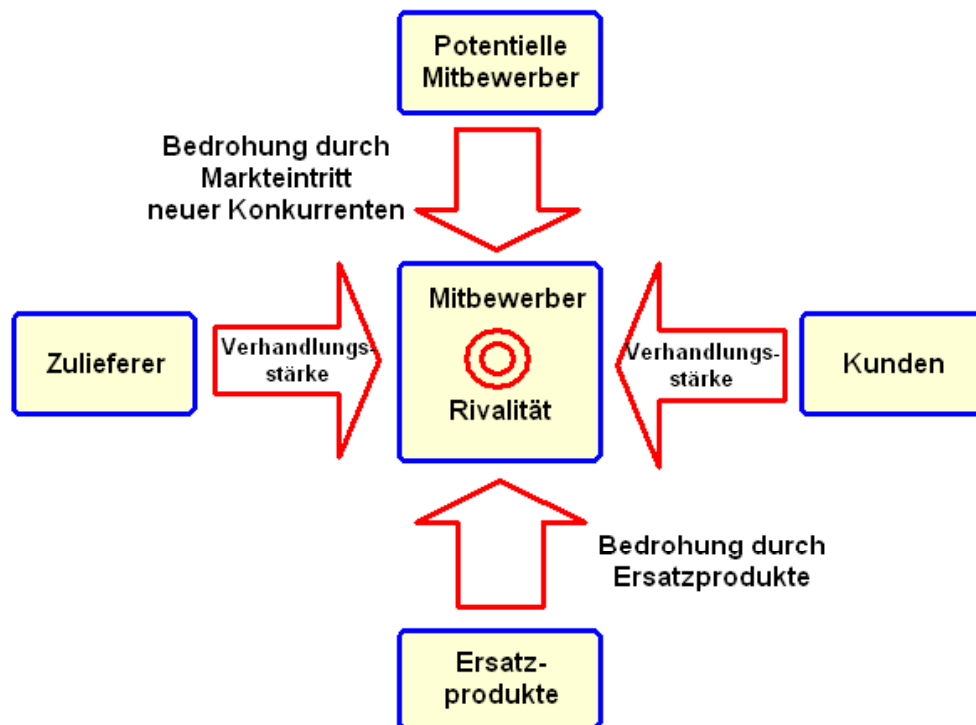 Potentielle
Mitbewerber
Bedrohung durch
Markteintritt
neuer Konkurrenten
Zulieferer
Verhandlungs-
stärke
Mitbewerber
Rivalität
Verhandlungs-
stärke
Kunden
Bedrohung durch
Ersatzprodukte
Ersatz-
produkte